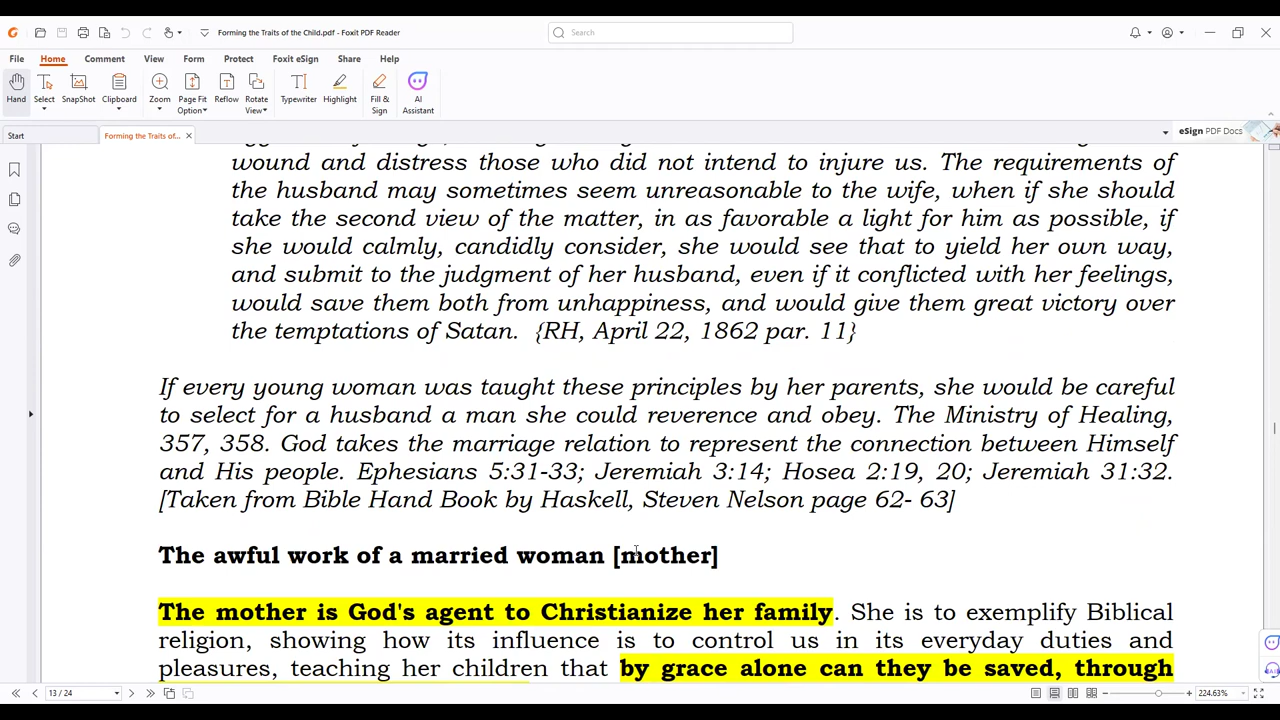 Forming the Traits of the Child.pdf - Foxit PDF Reader
Search
File Home Comment View Form Protect Foxit eSign Share Help
Hand Select SnapShot Clipboard Zoom Page Fit Option Reflow Rotate View Typewriter Highlight Fill & Sign AI Assistant
Start Forming the Traits of... eSign PDF Docs
wound and distress those who did not intend to injure us. The requirements of
the husband may sometimes seem unreasonable to the wife, when if she should
take the second view of the matter, in as favorable a light for him as possible, if
she would calmly, candidly consider, she would see that to yield her own way,
and submit to the judgment of her husband, even if it conflicted with her feelings,
would save them both from unhappiness, and would give them great victory over
the temptations of Satan. {RH, April 22, 1862 par. 11}
If every young woman was taught these principles by her parents, she would be careful
to select for a husband a man she could reverence and obey. The Ministry of Healing,
357, 358. God takes the marriage relation to represent the connection between Himself
and His people. Ephesians 5:31-33; Jeremiah 3:14; Hosea 2:19, 20; Jeremiah 31:32.
[Taken from Bible Hand Book by Haskell, Steven Nelson page 62- 63]
The awful work of a married woman [mother]
The mother is God's agent to Christianize her family. She is to exemplify Biblical
religion, showing how its influence is to control us in its everyday duties and
pleasures, teaching her children that by grace alone can they be saved, through
13 / 24 224.63%